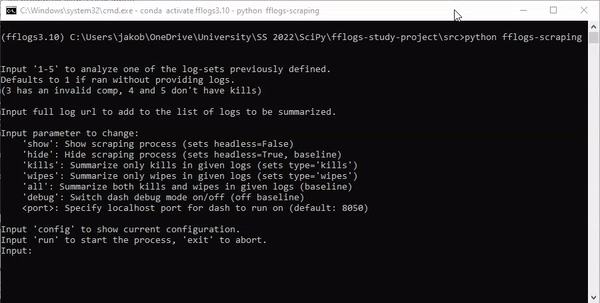 C:\Windows\system32\cmd.exe - conda activate fflogs3.10 - python fflogs-scraping
(fflogs3.10) C:\Users\jakob\OneDrive\University\SS 2022\SciPy\fflogs-study-project\src>python fflogs-scraping
Input '1-5' to analyze one of the log-sets previously defined.
Defaults to 1 if ran without providing logs.
(3 has an invalid comp, 4 and 5 don't have kills)
Input full log url to add to the list of logs to be summarized.
Input parameter to change:
'show': Show scraping process (sets headless=False)
'hide': Hide scraping process (sets headless=True, baseline)
'kills': Summarize only kills in given logs (sets type='kills')
'wipes': Summarize only wipes in given logs (sets type='wipes')
'all': Summarize both kills and wipes in given logs (baseline)
'debug': Switch dash debug mode on/off (off baseline)
<port>: Specify localhost port for dash to run on (default: 8050)
Input 'config' to show current configuration.
Input 'run' to start the process, 'exit' to abort.
Input: